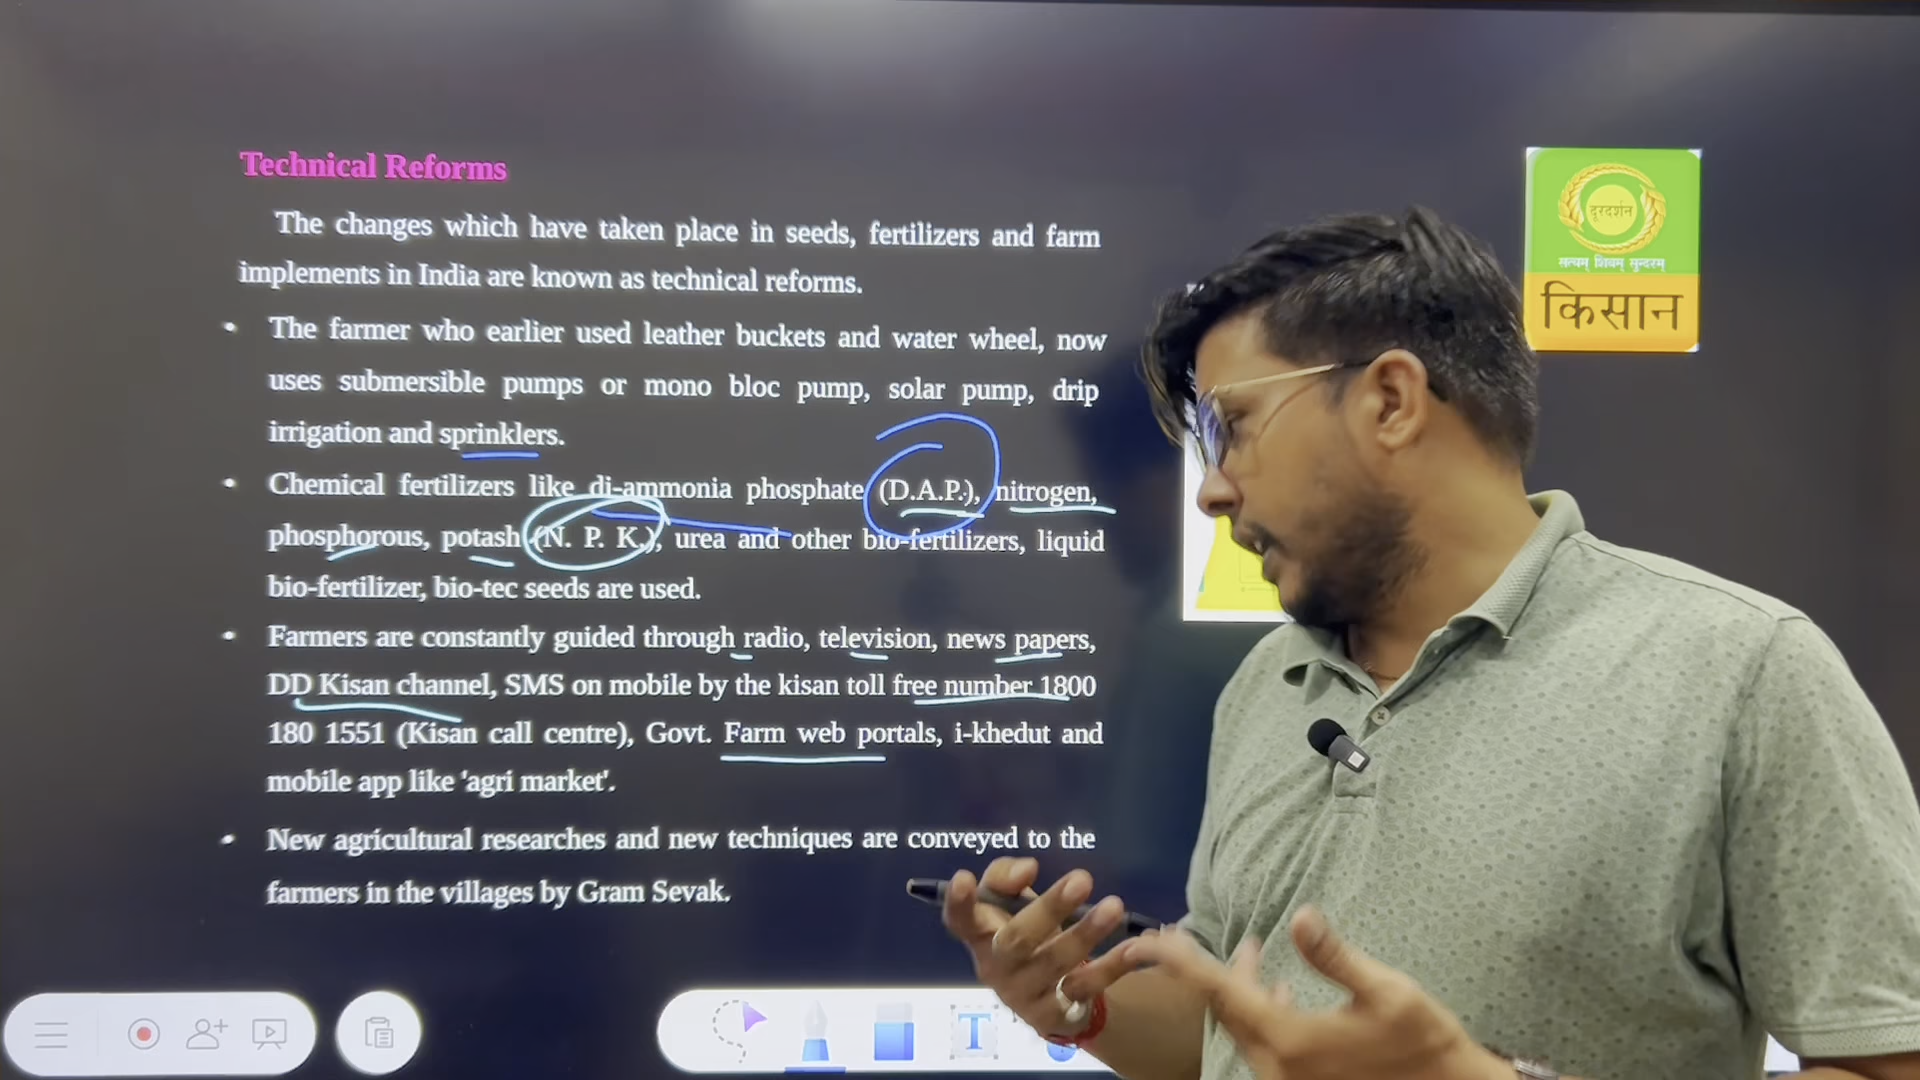 Technical Reforms
The changes which have taken place in seeds, fertilizers and farm
implements in India are known as technical reforms.
• The farmer who earlier used leather buckets and water wheel, now
uses submersible pumps or mono bloc pump, solar pump, drip
irrigation and sprinklers.
• Chemical fertilizers like di-ammonia phosphate (D.A.P.), nitrogen,
phosphorous, potash (N. P. K.), urea and other bio-fertilizers, liquid
bio-fertilizer, bio-tec seeds are used.
• Farmers are constantly guided through radio, television, news papers,
DD Kisan channel, SMS on mobile by the kisan toll free number 1800
180 1551 (Kisan call centre), Govt. Farm web portals, i-khedut and
mobile app like 'agri market'.
• New agricultural researches and new techniques are conveyed to the
farmers in the villages by Gram Sevak.
दूरदर्शन
सत्यम् शिवम् सुन्दरम्
किसान
T